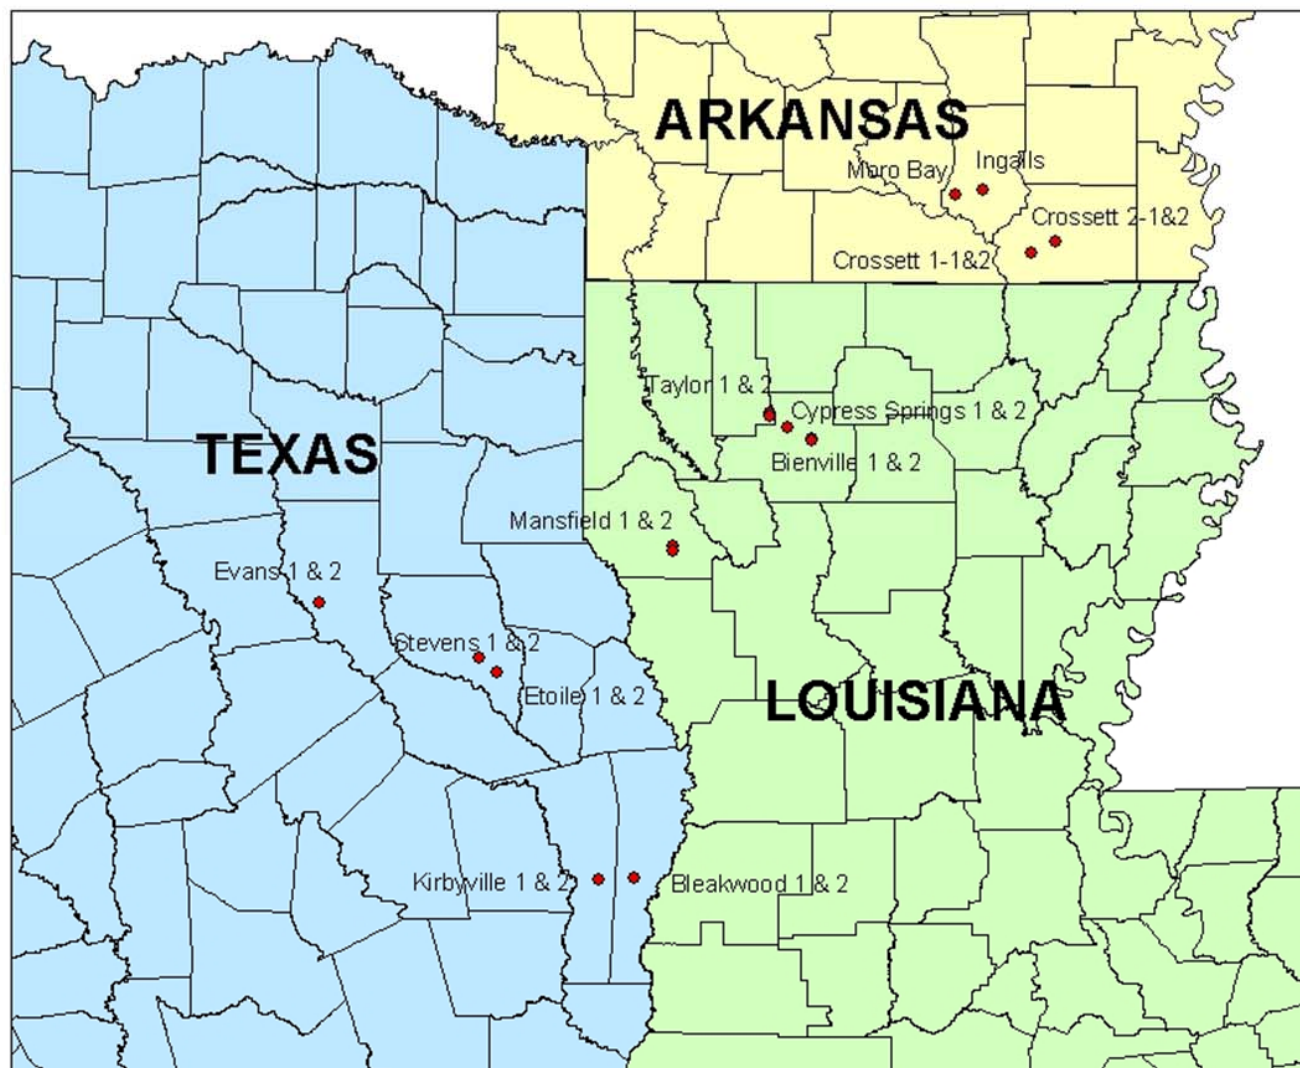 ARKANSAS
Ingalls
Moro Bay
Crossett 2-1&2
Crossett 1-1&2
Taylor 1 & 2
Cypress Springs 1 & 2
TEXAS
Bienville 1 & 2
Mansfield 1 & 2
Evans 1 & 2
Stevens 1 & 2
Etoile 1 & 2
LOUISIANA
Kirbyville 1 & 2
Bleakwood 1 & 2